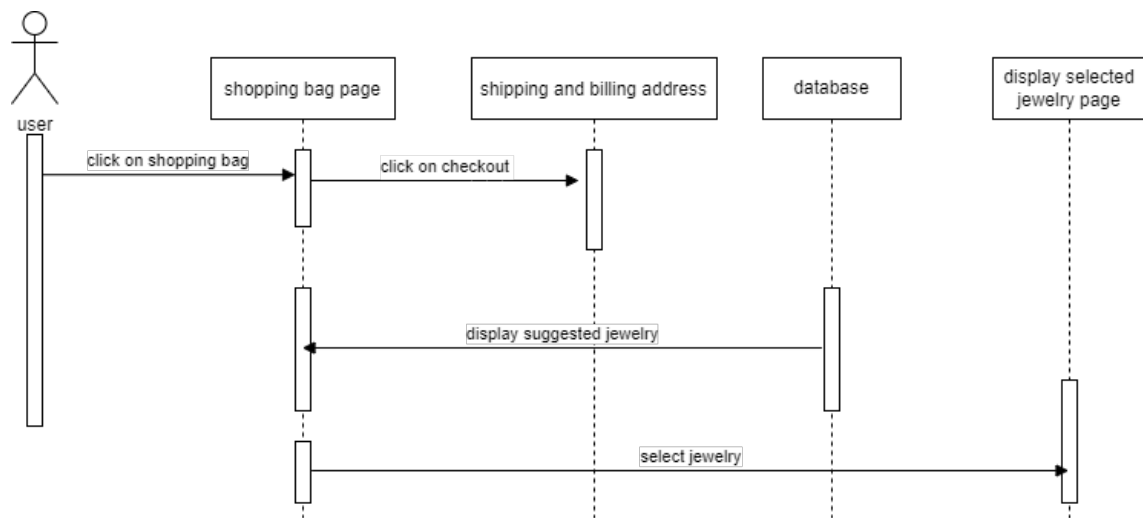 user
shopping bag page
shipping and billing address
database
display selected
jewelry page
click on shopping bag
click on checkout
display suggested jewelry
select jewelry